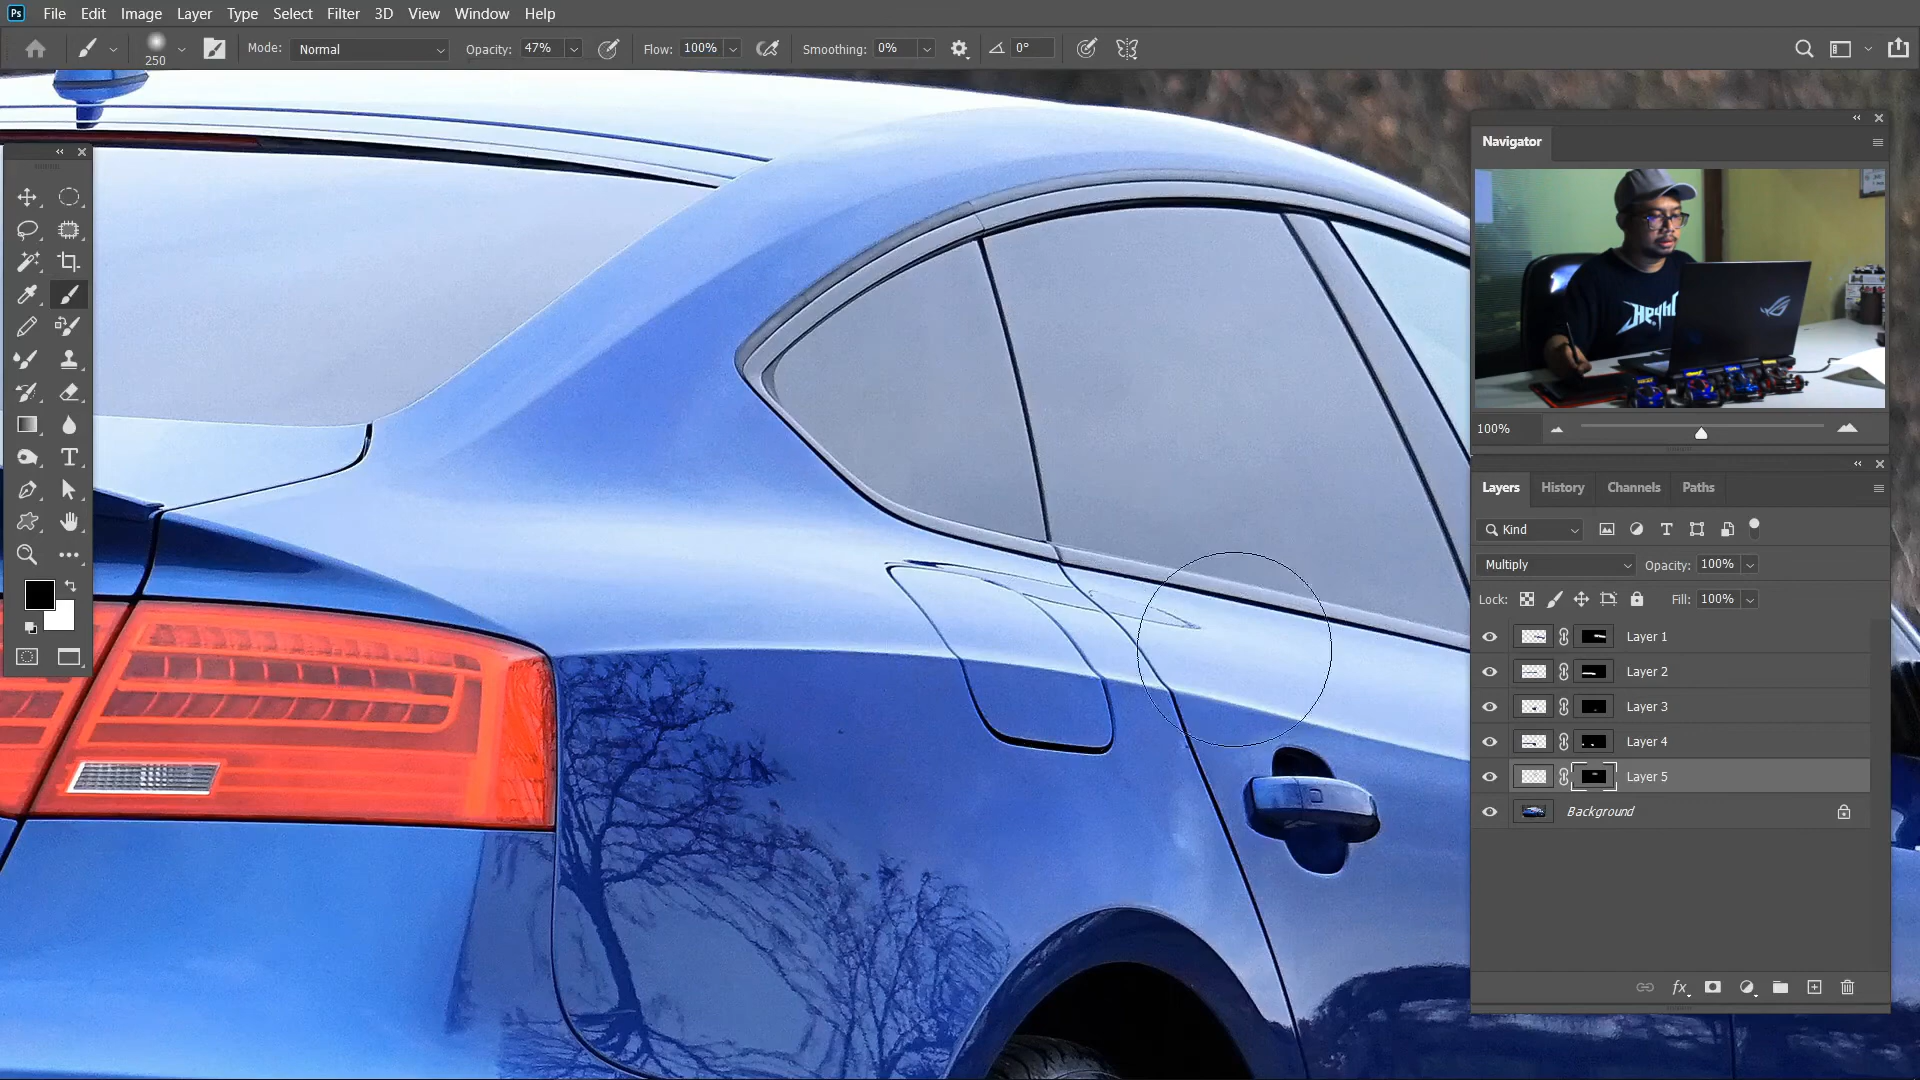 Ps File Edit Image Layer Type Select Filter 3D View Window Help
250 Mode: Normal Opacity: 47% Flow: 100% Smoothing: 0% 0°
Navigator
100%
Layers History Channels Paths
Kind
Multiply Opacity: 100%
Lock: Fill: 100%
Layer 1
Layer 2
Layer 3
Layer 4
Layer 5
Background
fx